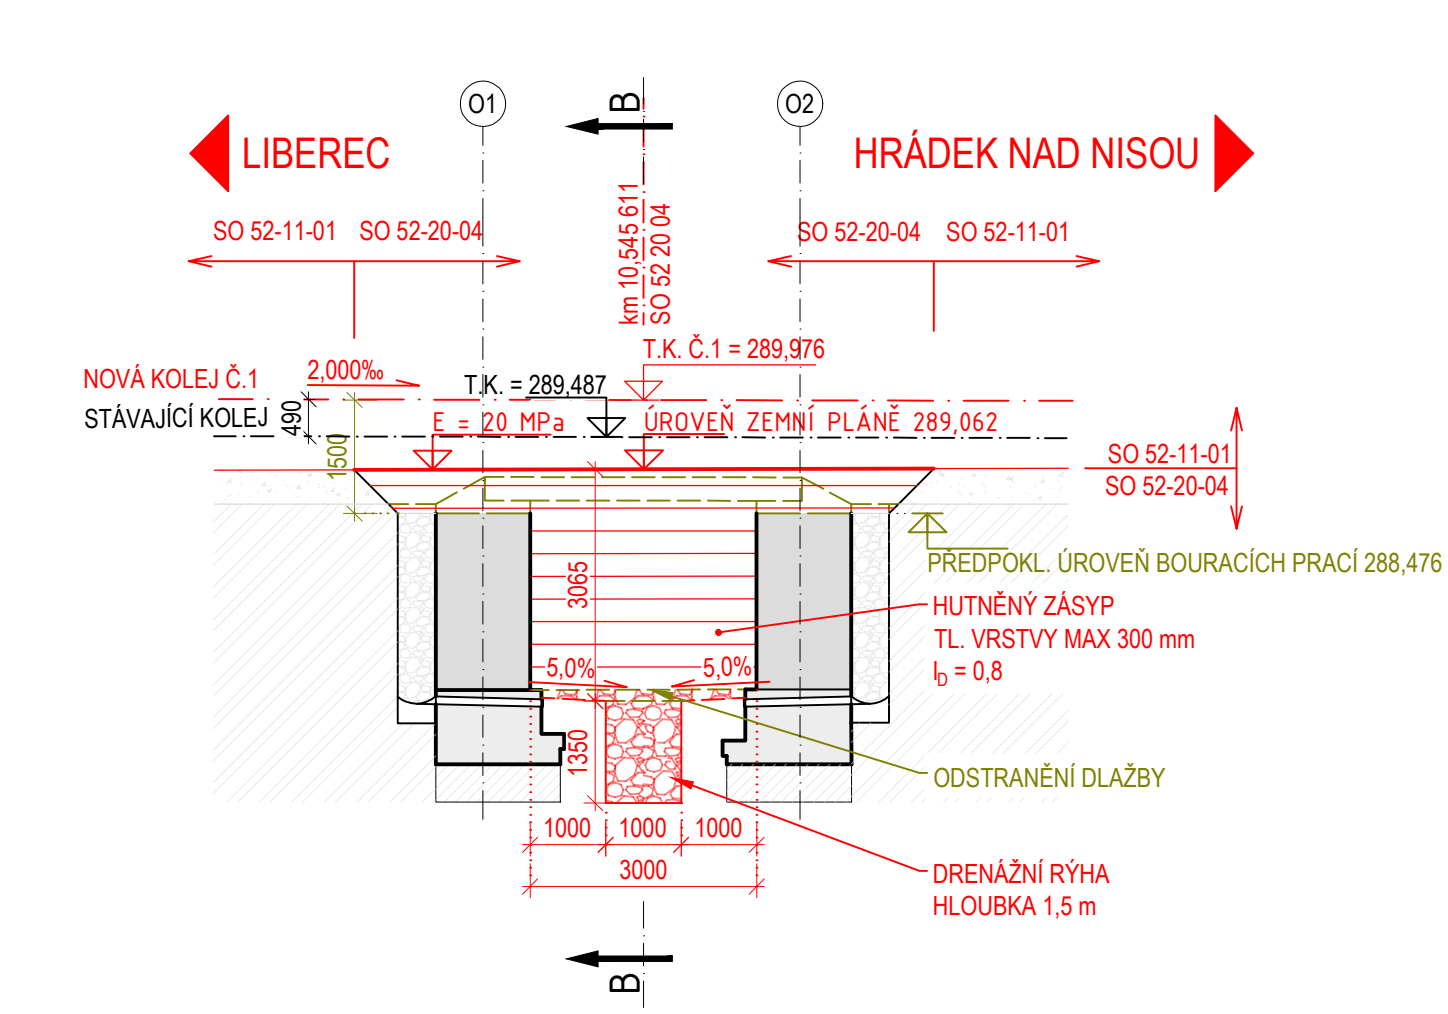 O1
B
O2
LIBEREC
HRÁDEK NAD NISOU
SO 52-11-01
SO 52-20-04
km 10,545 611
SO 52 20 04
SO 52-20-04
SO 52-11-01
T.K. Č.1 = 289,976
NOVÁ KOLEJ Č.1
2,000‰
T.K. = 289,487
STÁVAJÍCÍ KOLEJ
490
E = 20 MPa
ÚROVEŇ ZEMNÍ PLÁNĚ 289,062
1500
SO 52-11-01
SO 52-20-04
PŘEDPOKL. ÚROVEŇ BOURACÍCH PRACÍ 288,476
3065
HUTNĚNÝ ZÁSYP
TL. VRSTVY MAX 300 mm
ID = 0,8
5,0%
5,0%
1350
ODSTRANĚNÍ DLAŽBY
1000
1000
1000
3000
DRENÁŽNÍ RÝHA
HLOUBKA 1,5 m
B